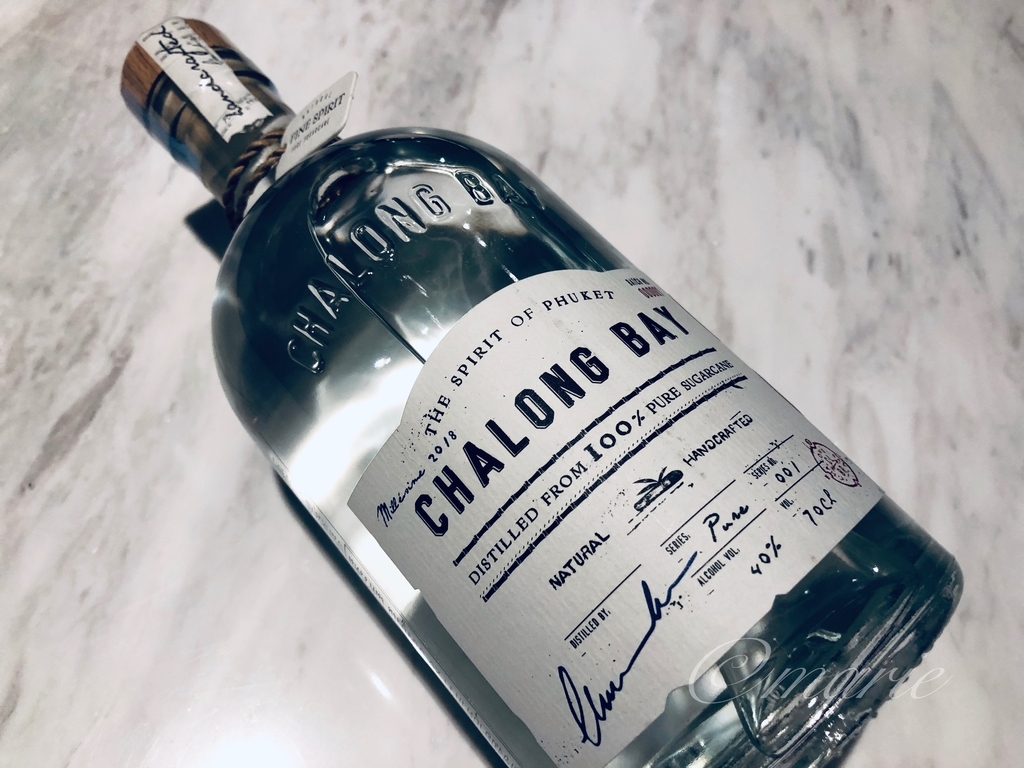 Handcrafted
FINE SPIRIT
CHALONG BAY
THE SPIRIT OF PHUKET
Millésime 2018
CHALONG BAY
DISTILLED FROM 100% PURE SUGARCANE
NATURAL
HANDCRAFTED
SERIES: Pure
SERIES N. 001
DISTILLED BY:
ALCOHOL VOL. 40%
VOL. 70cl
Cmarie